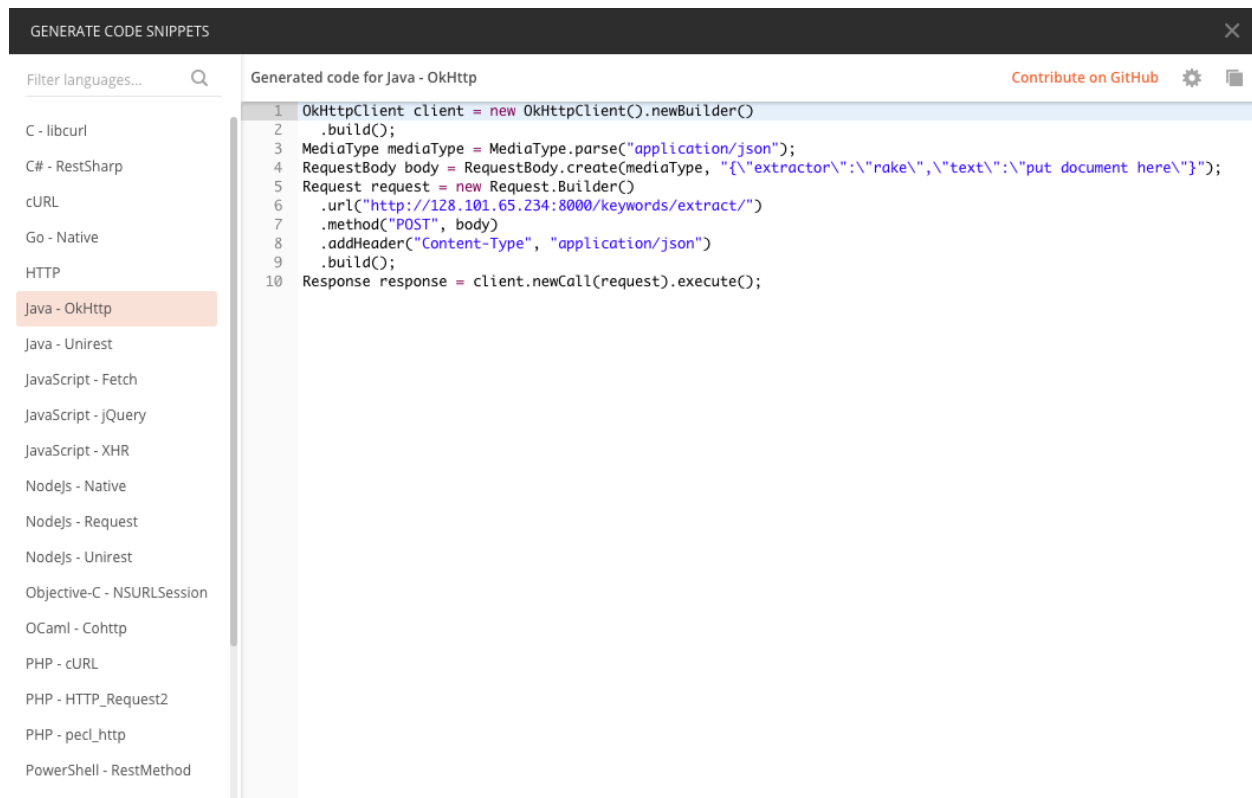 GENERATE CODE SNIPPETS
Filter languages...
C - libcurl
C# - RestSharp
cURL
Go - Native
HTTP
Java - OkHttp
Java - Unirest
JavaScript - Fetch
JavaScript - jQuery
JavaScript - XHR
NodeJs - Native
NodeJs - Request
NodeJs - Unirest
Objective-C - NSURLSession
OCaml - Cohttp
PHP - cURL
PHP - HTTP_Request2
PHP - pecl_http
PowerShell - RestMethod
Generated code for Java - OkHttp
Contribute on GitHub
1 OkHttpClient client = new OkHttpClient().newBuilder()
2   .build();
3 MediaType mediaType = MediaType.parse("application/json");
4 RequestBody body = RequestBody.create(mediaType, "{\"extractor\":\"rake\",\"text\":\"put document here\"}");
5 Request request = new Request.Builder()
6   .url("http://128.101.65.234:8000/keywords/extract/")
7   .method("POST", body)
8   .addHeader("Content-Type", "application/json")
9   .build();
10 Response response = client.newCall(request).execute();